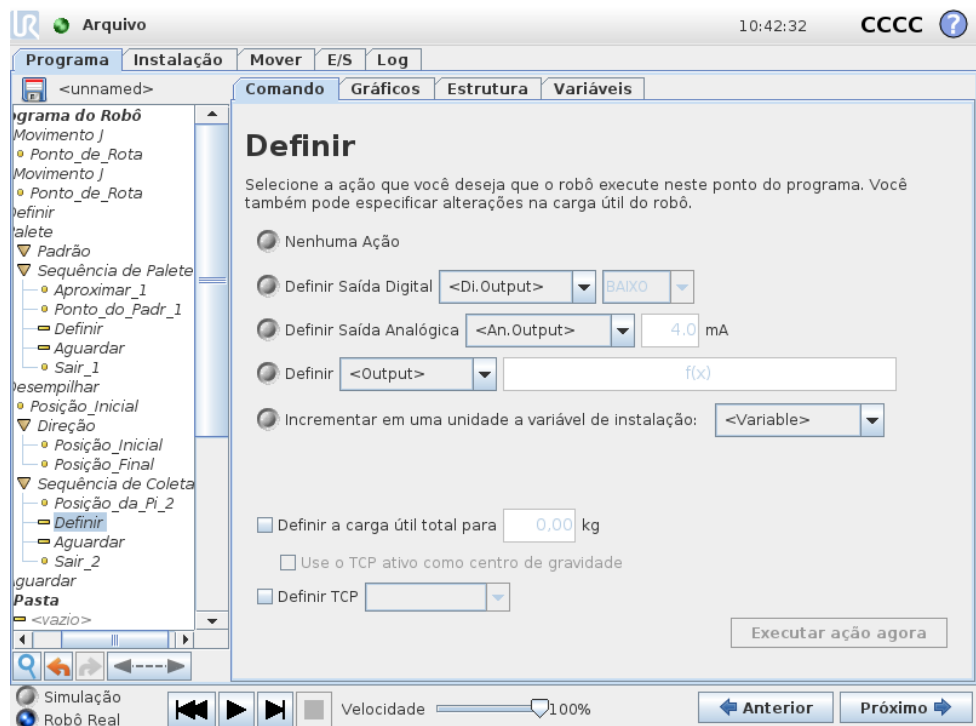 UR Arquivo 10:42:32 CCCC ?
Programa Instalação Mover E/S Log
<unnamed> Comando Gráficos Estrutura Variáveis
ograma do Robô
Movimento J
Ponto_de_Rota
Movimento J
Ponto_de_Rota
Definir
Palete
Padrão
Sequência de Palete
Aproximar_1
Ponto_do_Padr_1
Definir
Aguardar
Sair_1
Desempilhar
Posição_Inicial
Direção
Posição_Inicial
Posição_Final
Sequência de Coleta
Posição_da_Pi_2
Definir
Aguardar
Sair_2
guardar
Pasta
<vazio>
Definir
Selecione a ação que você deseja que o robô execute neste ponto do programa. Você
também pode especificar alterações na carga útil do robô.
Nenhuma Ação
Definir Saída Digital <Di.Output> BAIXO
Definir Saída Analógica <An.Output> 4.0 mA
Definir <Output> f(x)
Incrementar em uma unidade a variável de instalação: <Variable>
Definir a carga útil total para 0,00 kg
Use o TCP ativo como centro de gravidade
Definir TCP
Executar ação agora
Simulação
Robô Real
Velocidade 100%
Anterior Próximo